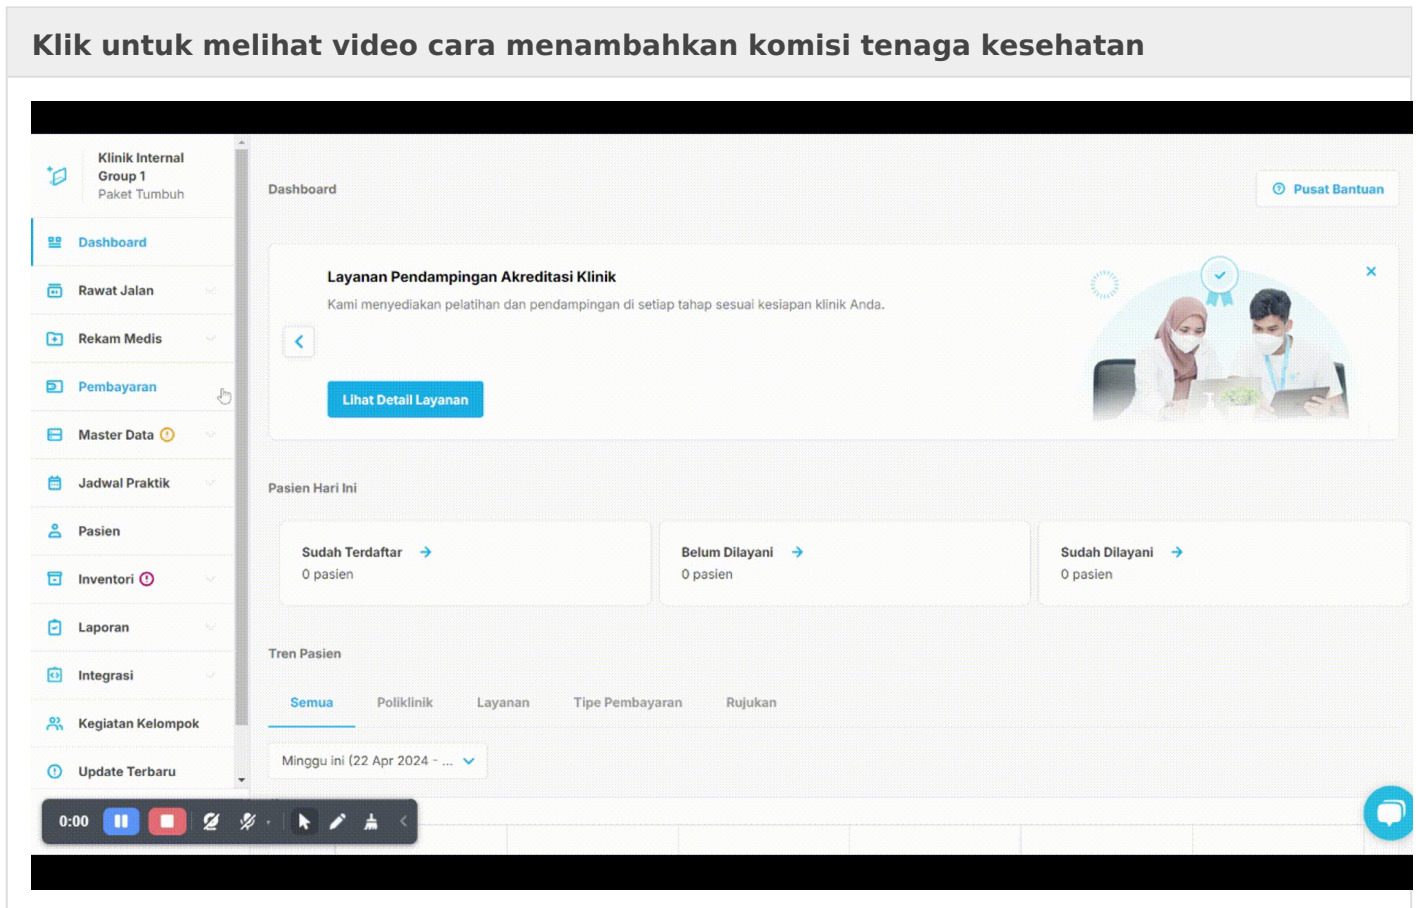 Klik untuk melihat video cara menambahkan komisi tenaga kesehatan
Klinik Internal
Group 1
Paket Tumbuh
Dashboard
Rawat Jalan
Rekam Medis
Pembayaran
Master Data
Jadwal Praktik
Pasien
Inventori
Laporan
Integrasi
Kegiatan Kelompok
Update Terbaru
Dashboard
Pusat Bantuan
Layanan Pendampingan Akreditasi Klinik
Kami menyediakan pelatihan dan pendampingan di setiap tahap sesuai kesiapan klinik Anda.
Lihat Detail Layanan
Pasien Hari Ini
Sudah Terdaftar
0 pasien
Belum Dilayani
0 pasien
Sudah Dilayani
0 pasien
Tren Pasien
Semua Poliklinik Layanan Tipe Pembayaran Rujukan
Minggu ini (22 Apr 2024 - ...
0:00